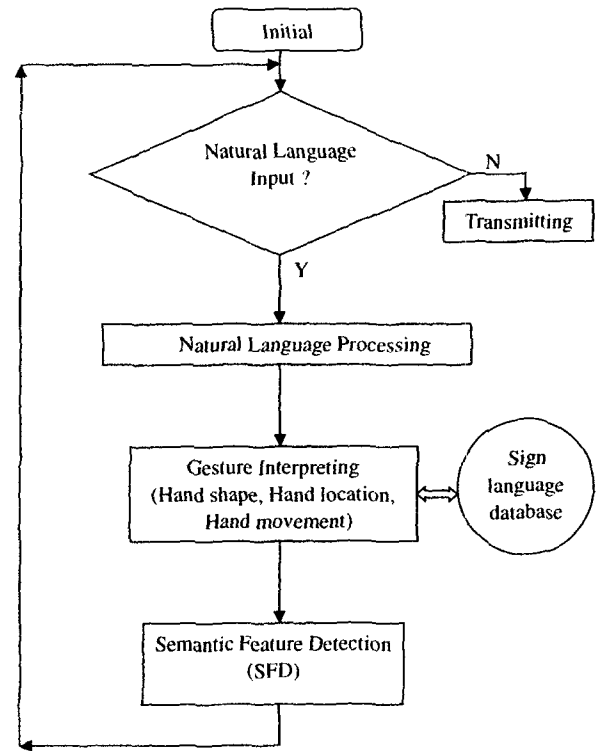 Initial
Natural Language
Input ?
N
Transmitting
Y
Natural Language Processing
Gesture Interpreting
(Hand shape, Hand location,
Hand movement)
Sign
language
database
Semantic Feature Detection
(SFD)